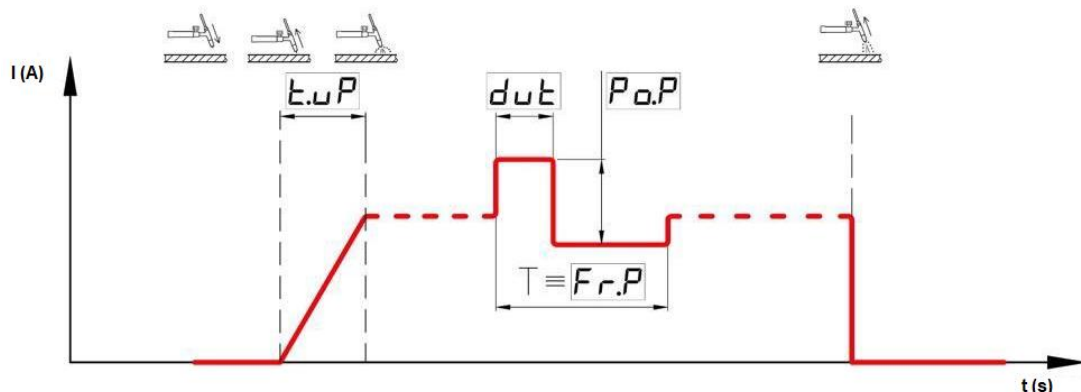 I (A)
t.uP
dut
Po.P
T ≡ Fr.P
t (s)